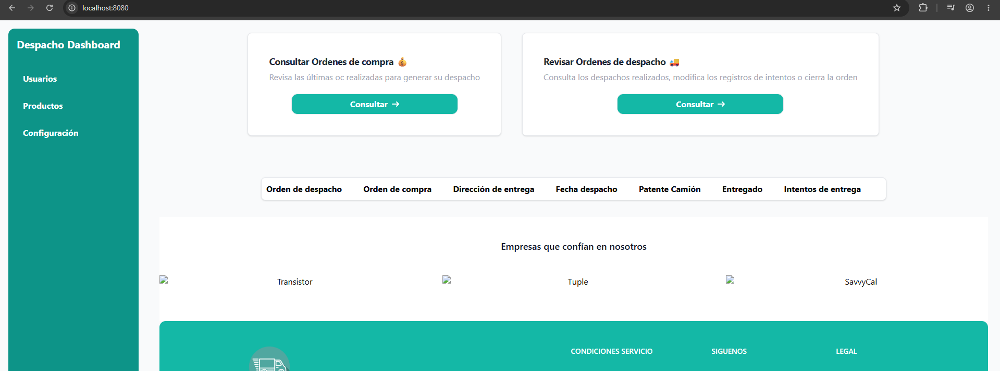 localhost:8080
Despacho Dashboard
Usuarios
Productos
Configuración
Consultar Ordenes de compra 💰
Revisa las últimas oc realizadas para generar su despacho
Consultar →
Revisar Ordenes de despacho 🚚
Consulta los despachos realizados, modifica los registros de intentos o cierra la orden
Consultar →
Orden de despacho Orden de compra Dirección de entrega Fecha despacho Patente Camión Entregado Intentos de entrega
Empresas que confían en nosotros
Transistor Tuple SavvyCal
CONDICIONES SERVICIO SIGUENOS LEGAL